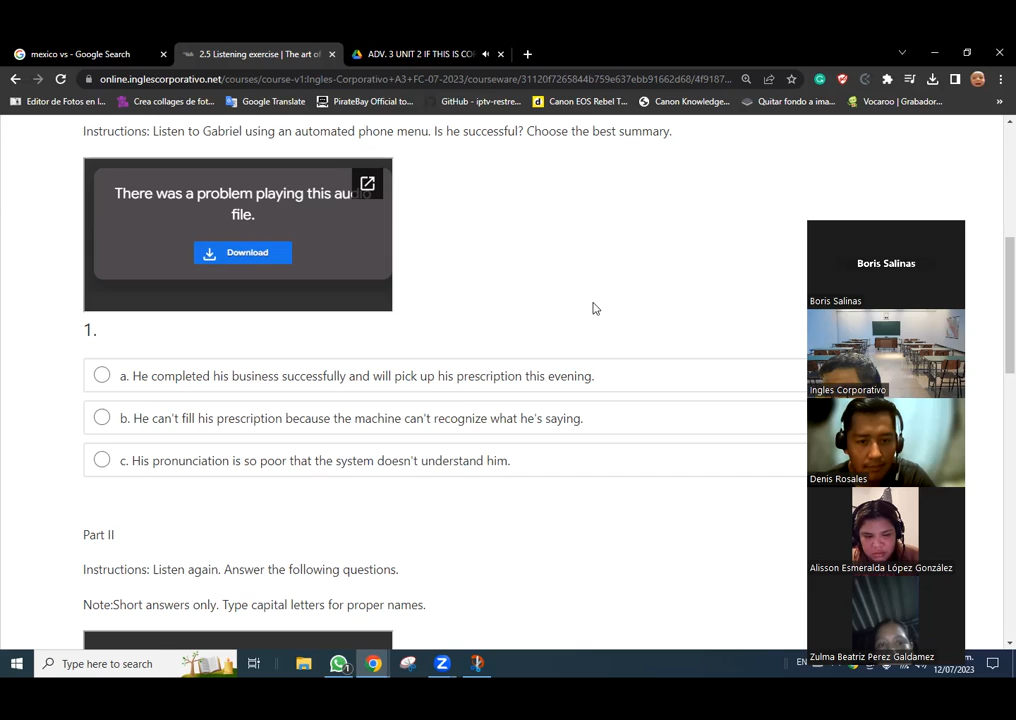 mexico vs - Google Search
2.5 Listening exercise | The art of
ADV. 3 UNIT 2 IF THIS IS CO
online.inglescorporativo.net/courses/course-v1:Ingles-Corporativo+A3+FC-07-2023/courseware/31120f7265844b759e637ebb91662d68/4f9187...
Editor de Fotos en l...
Crea collages de fot...
Google Translate
PirateBay Official to...
GitHub - iptv-restre...
Canon EOS Rebel T...
Canon Knowledge...
Quitar fondo a ima...
Vocaroo | Grabador...
Instructions: Listen to Gabriel using an automated phone menu. Is he successful? Choose the best summary.
There was a problem playing this audio
file.
Download
1.
a. He completed his business successfully and will pick up his prescription this evening.
b. He can't fill his prescription because the machine can't recognize what he's saying.
c. His pronunciation is so poor that the system doesn't understand him.
Part II
Instructions: Listen again. Answer the following questions.
Note:Short answers only. Type capital letters for proper names.
Boris Salinas
Boris Salinas
Ingles Corporativo
Denis Rosales
Alisson Esmeralda López González
Zulma Beatriz Perez Galdamez
Type here to search
1
EN
m.
12/07/2023